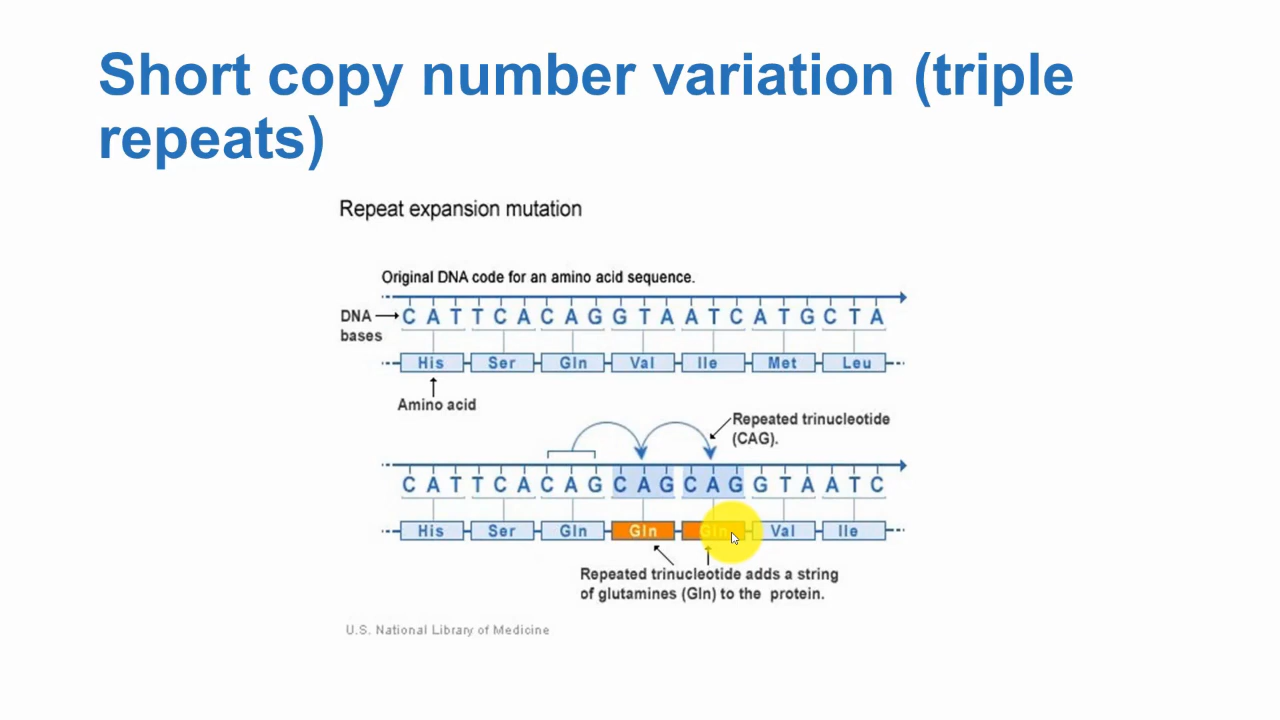 Short copy number variation (triple
repeats)
Repeat expansion mutation
Original DNA code for an amino acid sequence.
DNA
bases
C A T T C A C A G G T A A T C A T G C T A
His Ser Gln Val Ile Met Leu
Amino acid
Repeated trinucleotide
(CAG).
C A T T C A C A G C A G C A G G T A A T C
His Ser Gln Gln Gln Val Ile
Repeated trinucleotide adds a string
of glutamines (Gln) to the protein.
U.S. National Library of Medicine